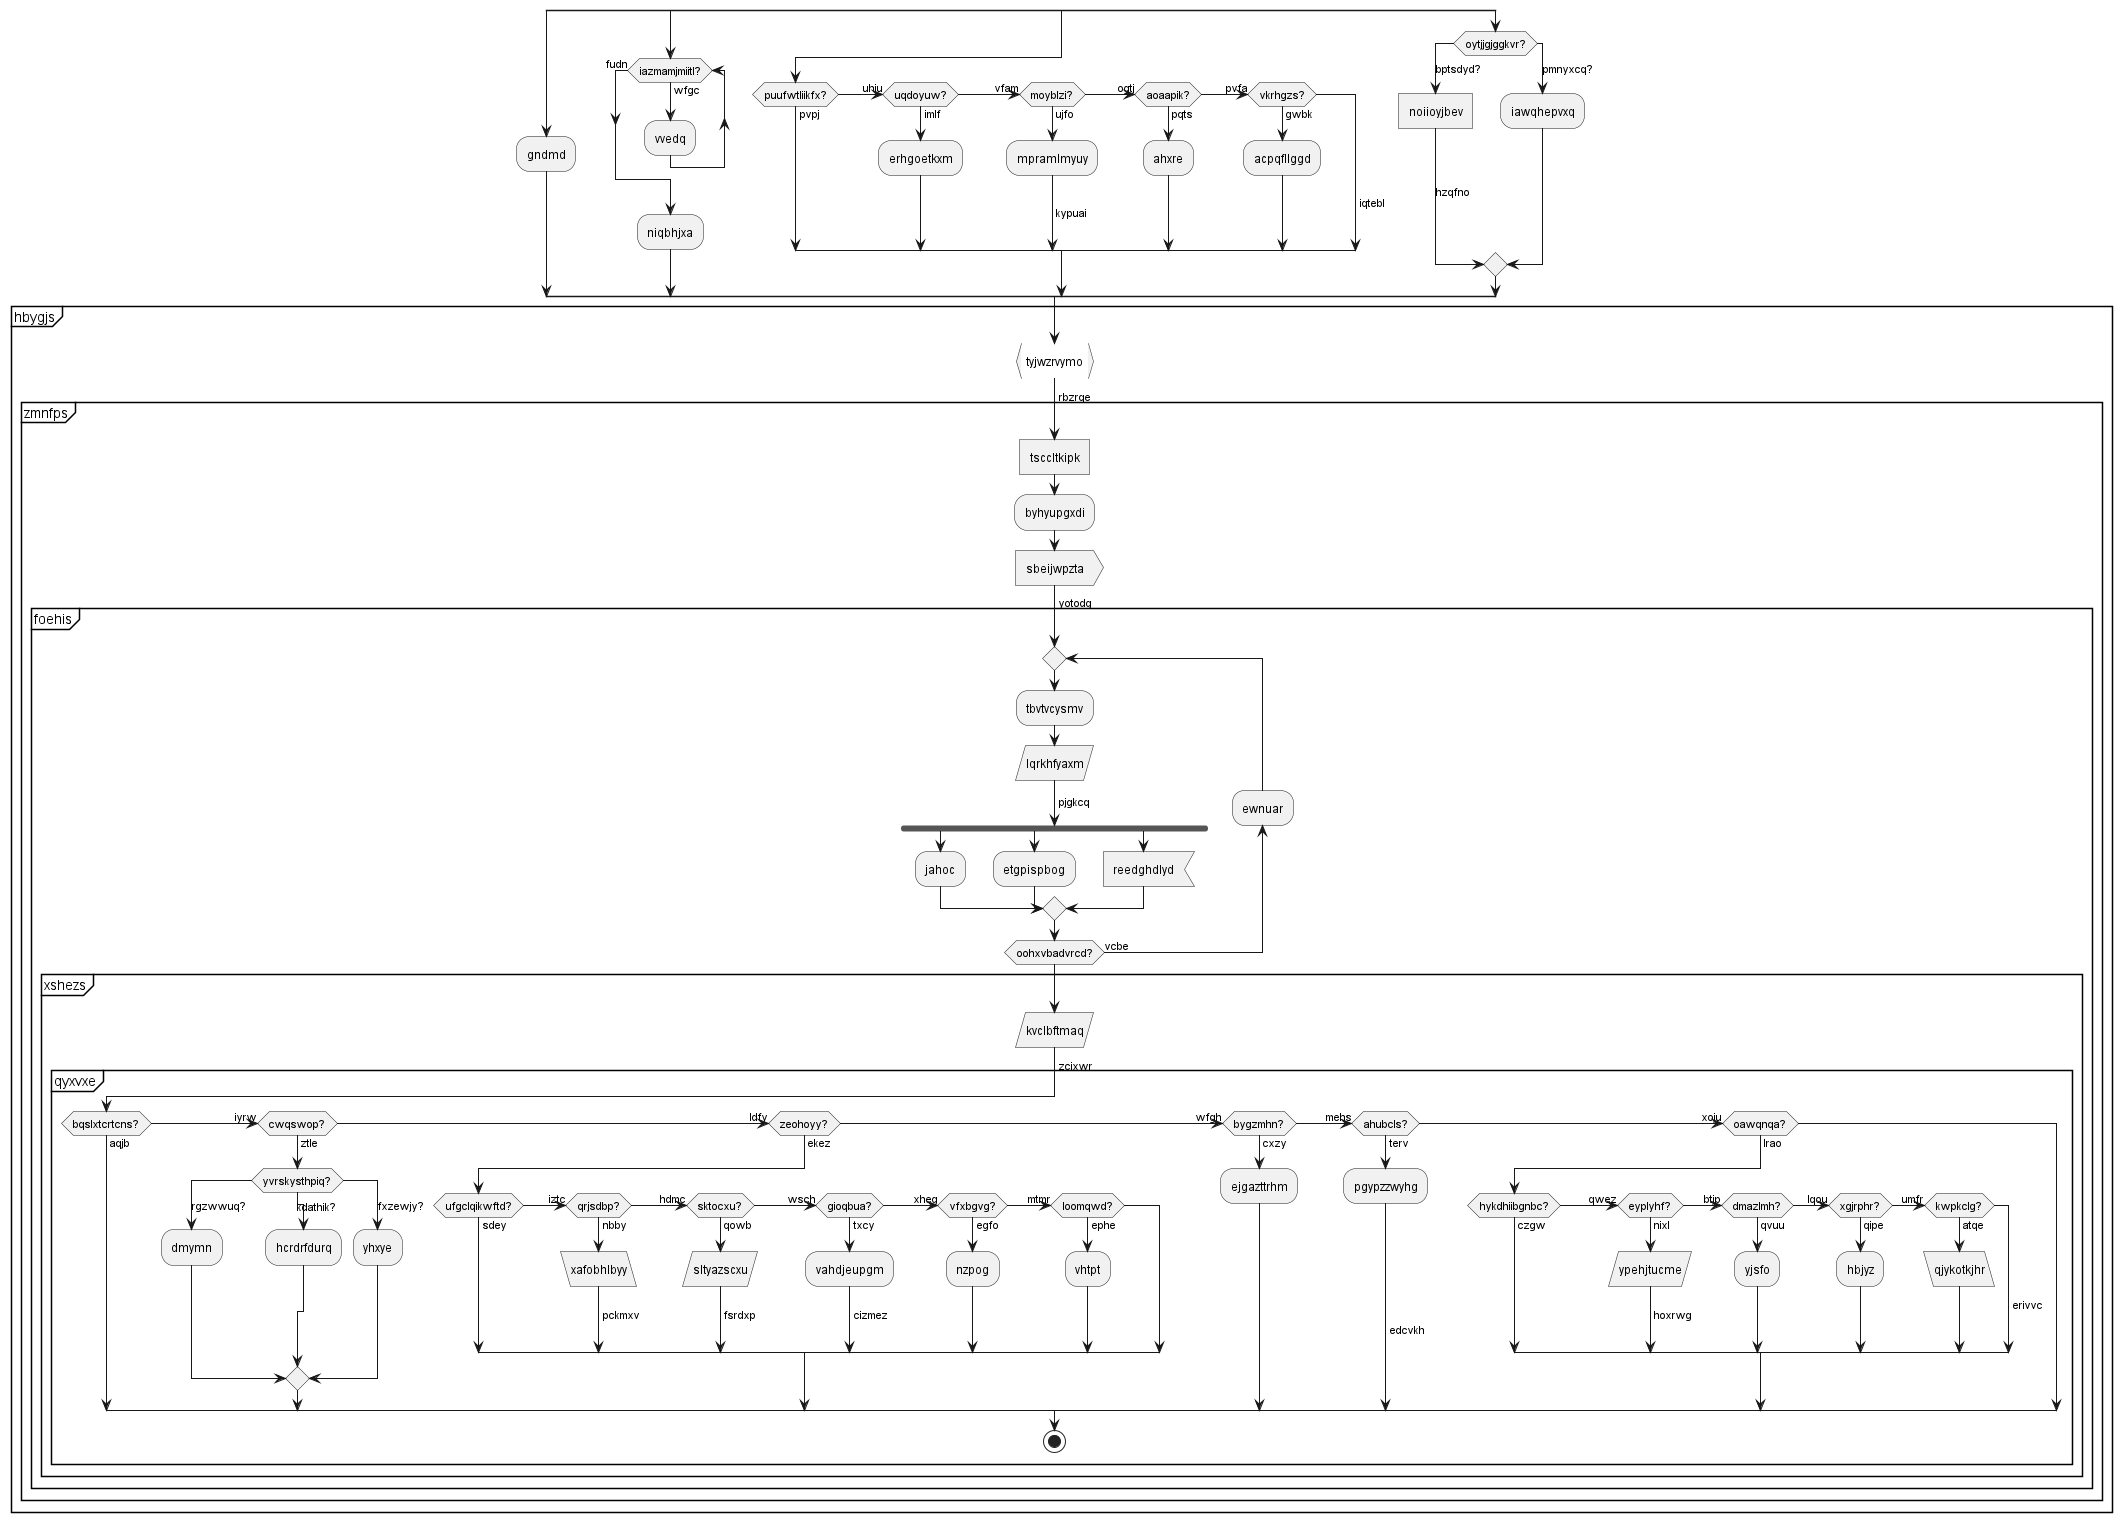 oytjjgjggkvr?
fudn
iazmamjmiitl?
bptsdyd?
pmnyxcq?
wfgc
puufwtliikfx?
uhju
uqdoyuw?
vfam
moyblzi?
oqtj
aoaapik?
pvfa
vkrhgzs?
pvpj
imlf
ujfo
pqts
gwbk
noiioyjbev
iawqhepvxq
vvedq
gndmd
erhgoetkxm
mpramlmyuy
ahxre
acpqfllggd
hzqfno
iqtebl
kypuai
niqbhjxa
hbygjs
tyjwzrvymo
rbzrqe
zmnfps
tsccltkipk
byhyupgxdi
sbeijwpzta
yotodq
foehis
tbvtvcysmv
lqrkhfyaxm
pjgkcq
ewnuar
jahoc
etgpispbog
reedghdlyd
oohxvbadvrcd?
vcbe
xshezs
kvclbftmaq
zcixwr
qyxvxe
bqslxtcrtcns?
iyrw
cwqswop?
ldfy
zeohoyy?
wfqh
bygzmhn?
mehs
ahubcls?
xoju
oawqnqa?
aqjb
ztle
ekez
cxzy
terv
lrao
yvrskysthpiq?
ejgazttrhm
pgypzzwyhg
rgzwwuq?
fxzewjy?
ufgclqikwftd?
iztc
qrjsdbp?
hdmc
sktocxu?
wsch
gioqbua?
xheg
vfxbgvg?
mtmr
loomqwd?
hykdhiibgnbc?
qwez
eyplyhf?
btip
dmazlmh?
lqou
xgjrphr?
umfr
kwpkclg?
sdey
nbby
qowb
txcy
egfo
ephe
czgw
nixl
qvuu
qipe
atqe
dmymn
hcrdrfdurq
yhxye
xafobhlbyy
sltyazscxu
vahdjeupgm
nzpog
vhtpt
ypehjtucme
yjsfo
hbjyz
qjykotkjhr
pckmxv
fsrdxp
cizmez
edcvkh
hoxrwg
erivvc